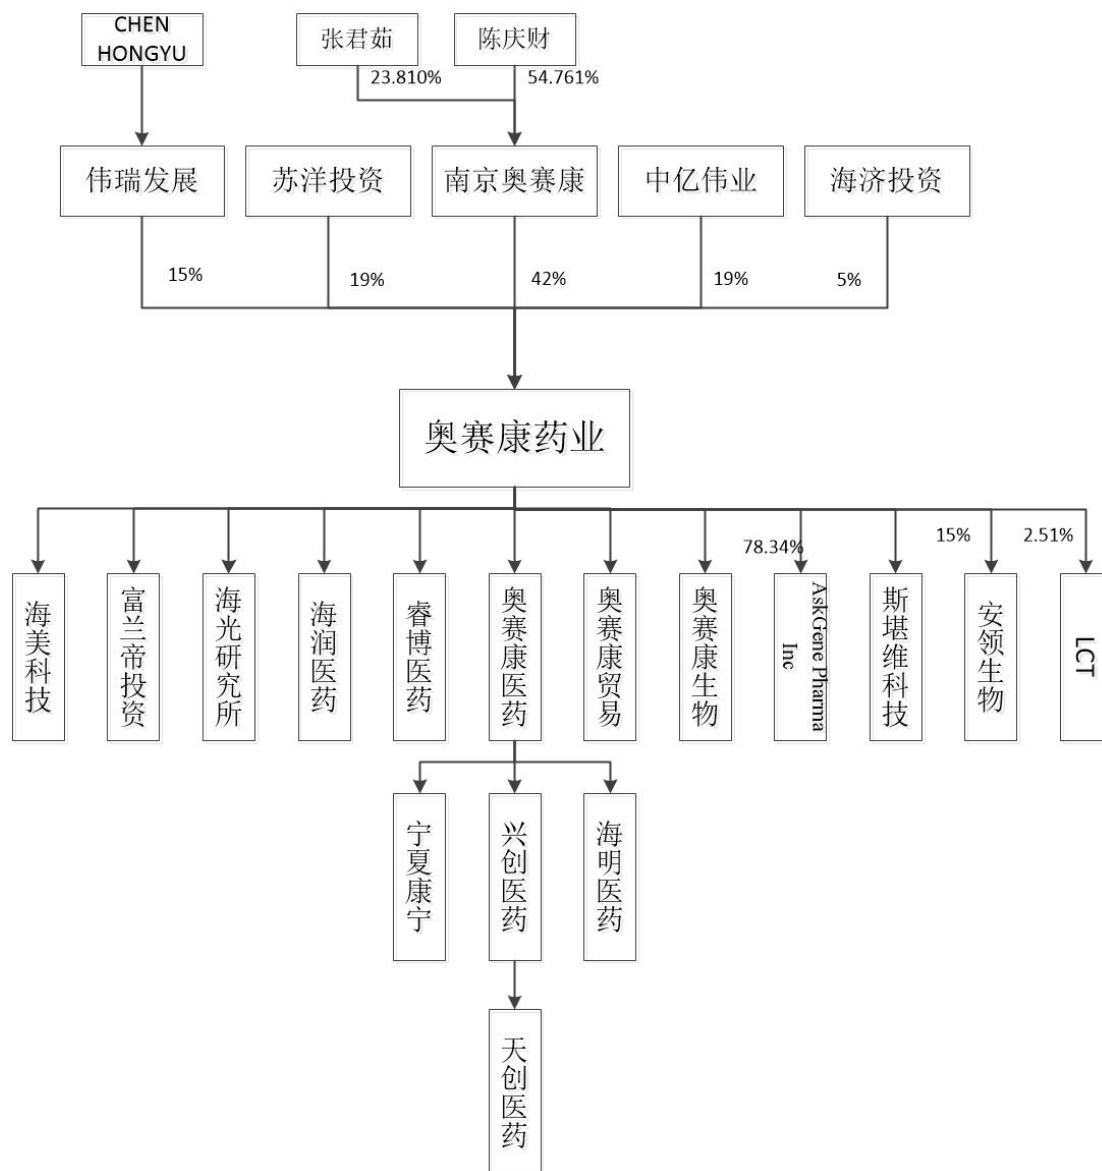 CHEN
HONGYU
张君茹
陈庆财
23.810%
54.761%
伟瑞发展
苏洋投资
南京奥赛康
中亿伟业
海济投资
15%
19%
42%
19%
5%
奥赛康药业
78.34%
15%
2.51%
海美科技
富兰帝投资
海光研究所
海润医药
睿博医药
奥赛康医药
奥赛康贸易
奥赛康生物
AskGene Pharma
Inc
斯堪维科技
安领生物
LCT
宁夏康宁
兴创医药
海明医药
天创医药